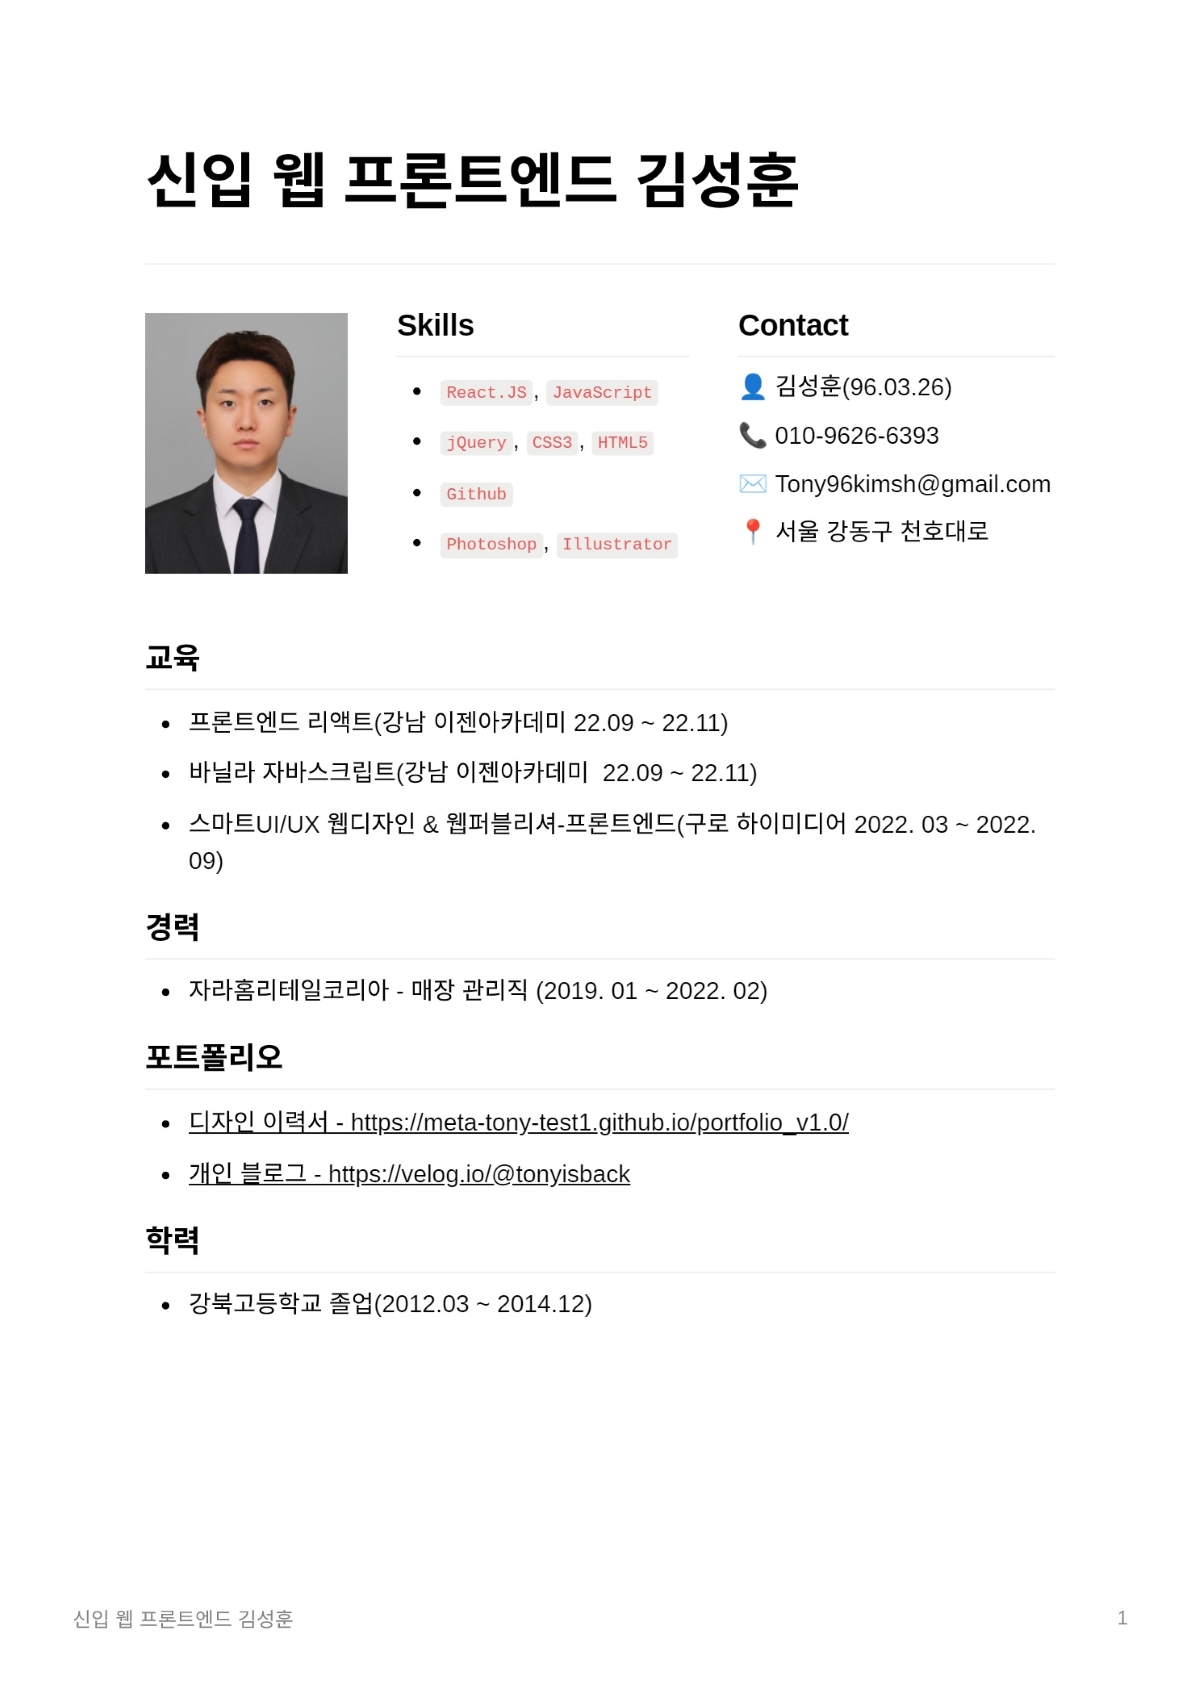 신입 웹 프론트엔드 김성훈
Skills
• React.JS, JavaScript
• jQuery, CSS3, HTML5
• Github
• Photoshop, Illustrator
Contact
👤 김성훈(96.03.26)
📞 010-9626-6393
✉️ Tony96kimsh@gmail.com
📍 서울 강동구 천호대로
교육
• 프론트엔드 리액트(강남 이젠아카데미 22.09 ~ 22.11)
• 바닐라 자바스크립트(강남 이젠아카데미  22.09 ~ 22.11)
• 스마트UI/UX 웹디자인 & 웹퍼블리셔-프론트엔드(구로 하이미디어 2022. 03 ~ 2022.
09)
경력
• 자라홈리테일코리아 - 매장 관리직 (2019. 01 ~ 2022. 02)
포트폴리오
• 디자인 이력서 - https://meta-tony-test1.github.io/portfolio_v1.0/
• 개인 블로그 - https://velog.io/@tonyisback
학력
• 강북고등학교 졸업(2012.03 ~ 2014.12)
신입 웹 프론트엔드 김성훈
1